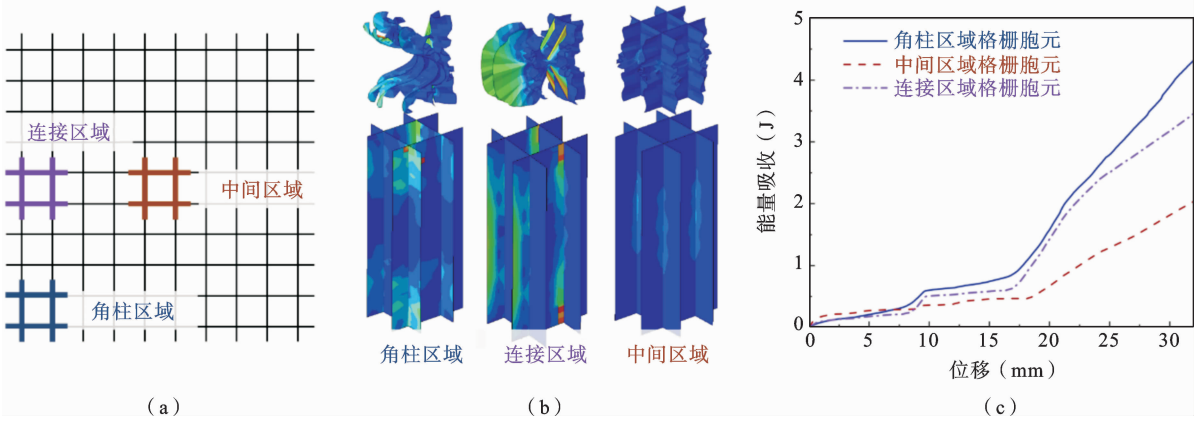 连接区域
中间区域
角柱区域
(a)
角柱区域
连接区域
中间区域
(b)
角柱区域格栅胞元
中间区域格栅胞元
连接区域格栅胞元
能量吸收(J)
5
4
3
2
1
0
0
5
10
15
20
25
30
位移(mm)
(c)